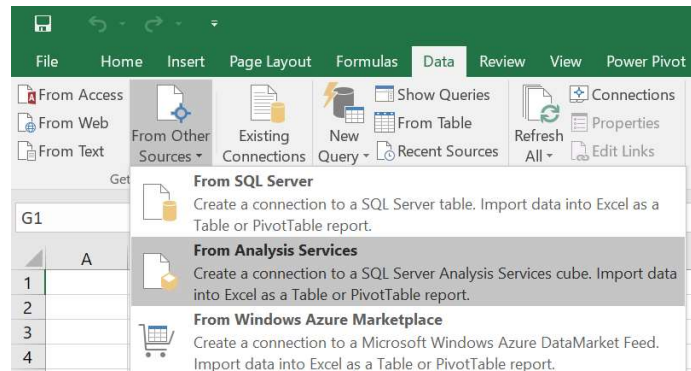 File Home Insert Page Layout Formulas Data Review View Power Pivot
From Access
From Web
From Text
From Other
Sources
Existing
Connections
New
Query
Show Queries
From Table
Recent Sources
Refresh
All
Connections
Properties
Edit Links
Get
G1
A
1
2
3
4
From SQL Server
Create a connection to a SQL Server table. Import data into Excel as a
Table or PivotTable report.
From Analysis Services
Create a connection to a SQL Server Analysis Services cube. Import data
into Excel as a Table or PivotTable report.
From Windows Azure Marketplace
Create a connection to a Microsoft Windows Azure DataMarket Feed.
Import data into Excel as a Table or PivotTable report.